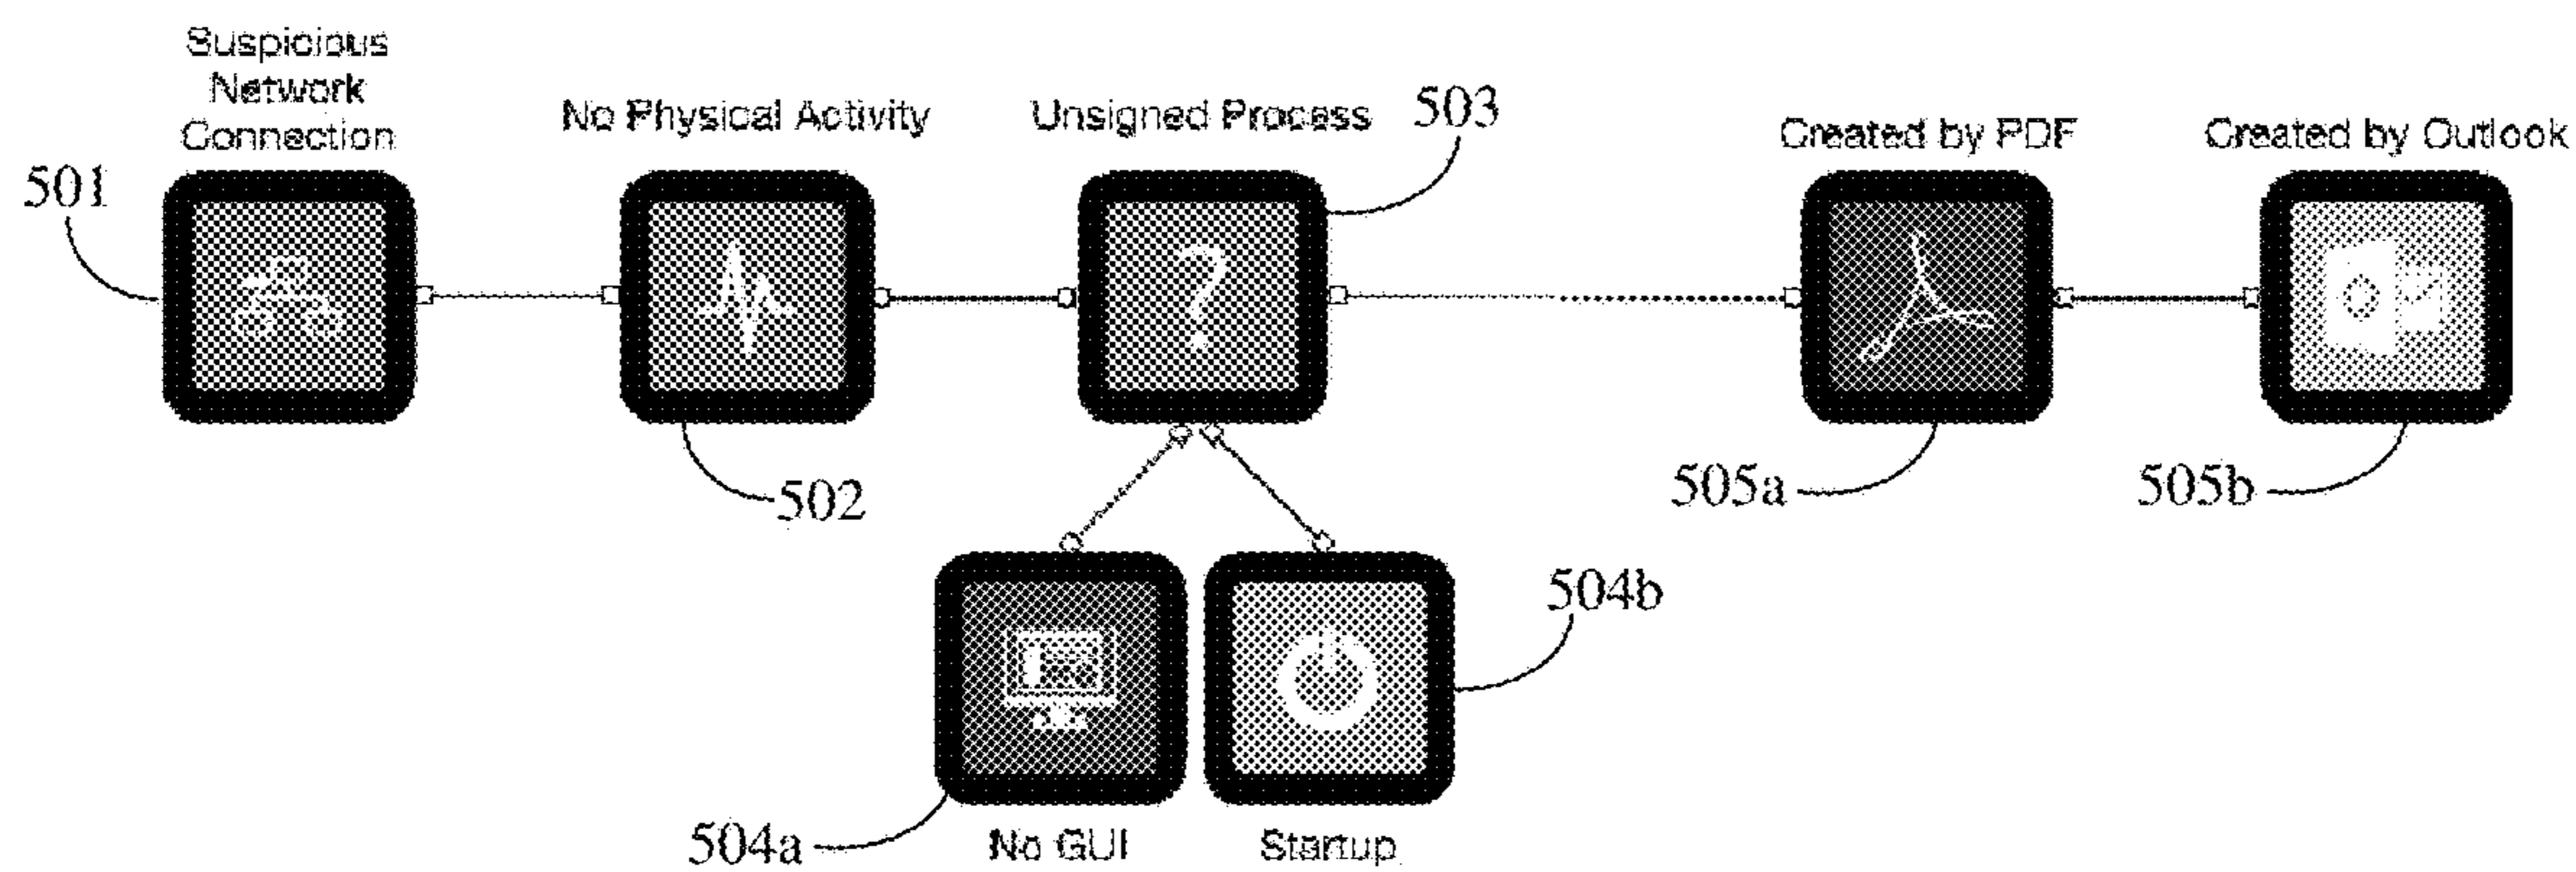 Suspicious
Network
Connection
501
No Physical Activity
502
Unsigned Process
503
Created by PDF
505a
Created by Outlook
505b
504a
No GUI
504b
Startup